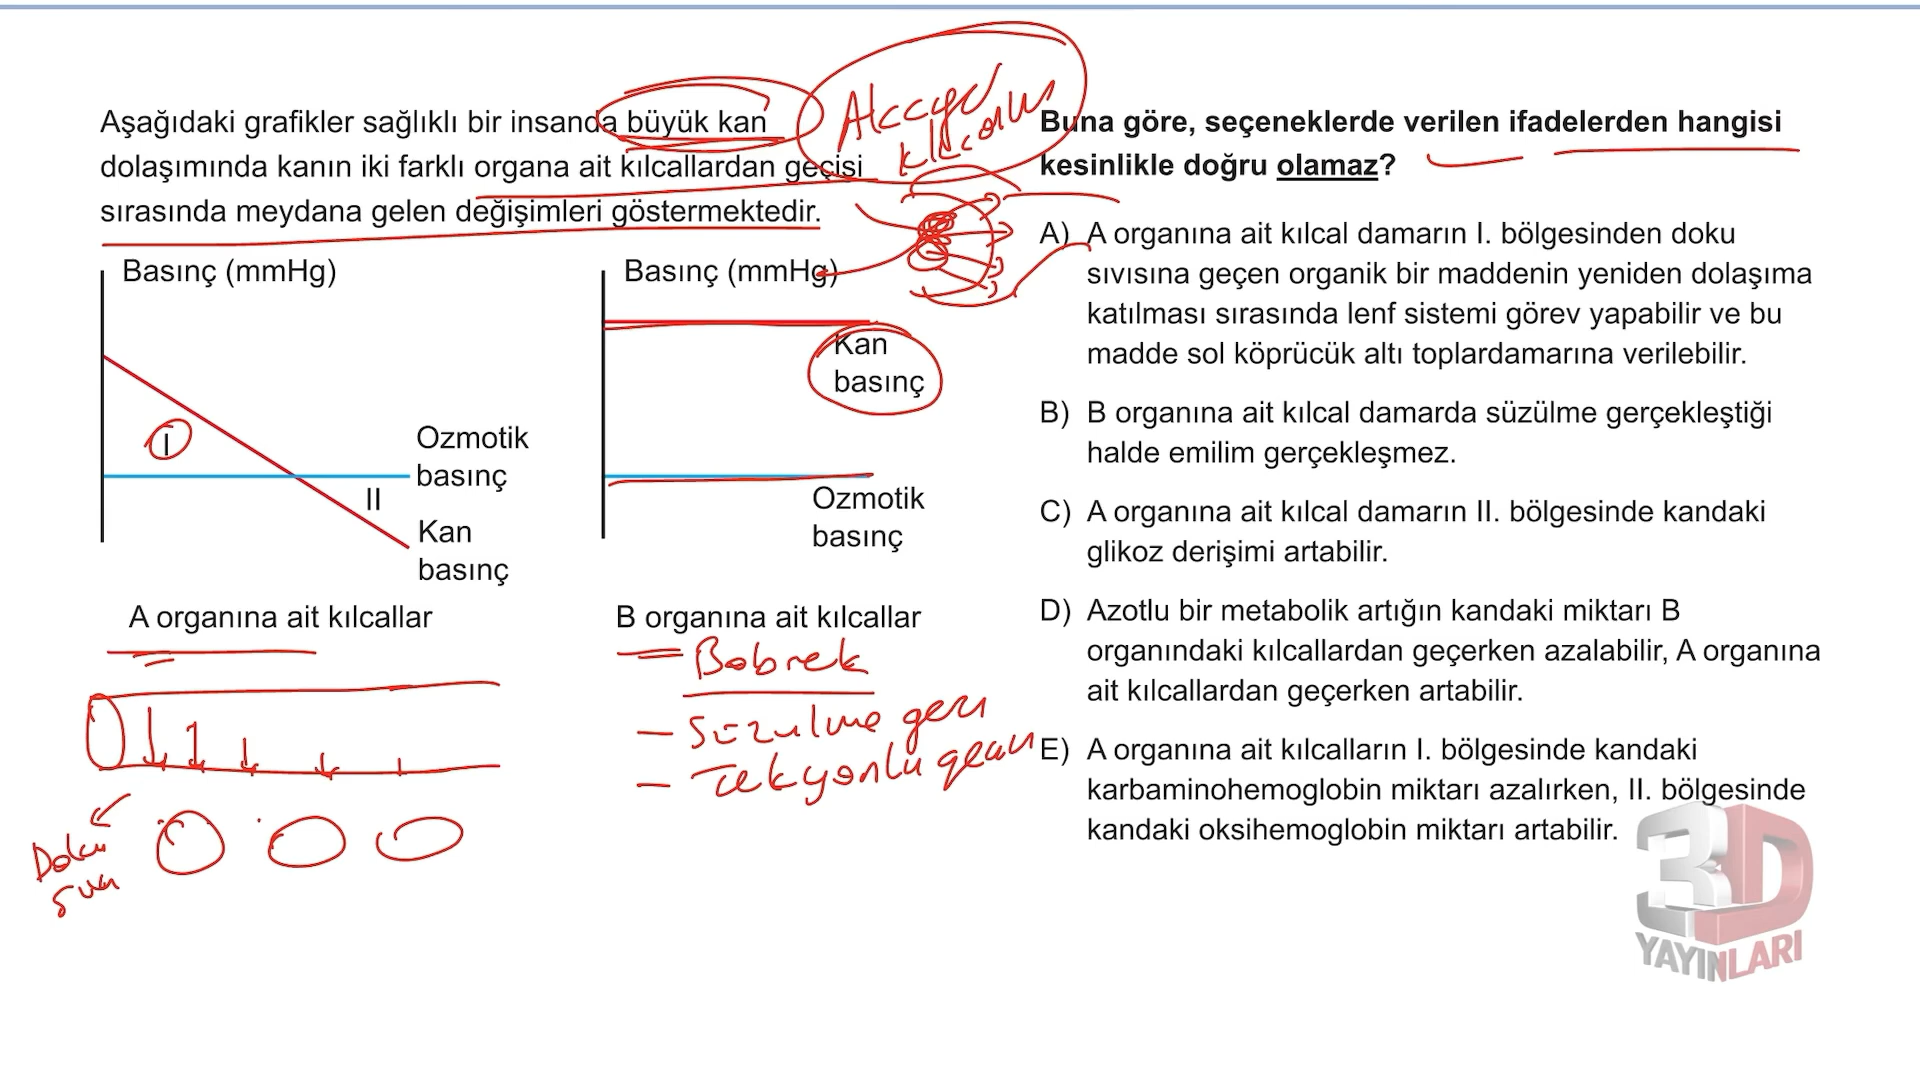 Aşağıdaki grafikler sağlıklı bir insanda büyük kan
dolaşımında kanın iki farklı organa ait kılcallardan geçişi
sırasında meydana gelen değişimleri göstermektedir.
Basınç (mmHg)
I
Ozmotik
basınç
II
Kan
basınç
A organına ait kılcallar
Doku
Basınç (mmHg)
Kan
basınç
Ozmotik
basınç
B organına ait kılcallar
Böbrek
- Süzülme
- Tek yönlü
Buna göre, seçeneklerde verilen ifadelerden hangisi
kesinlikle doğru olamaz?
A) A organına ait kılcal damarın I. bölgesinden doku
sıvısına geçen organik bir maddenin yeniden dolaşıma
katılması sırasında lenf sistemi görev yapabilir ve bu
madde sol köprücük altı toplardamarına verilebilir.
B) B organına ait kılcal damarda süzülme gerçekleştiği
halde emilim gerçekleşmez.
C) A organına ait kılcal damarın II. bölgesinde kandaki
glikoz derişimi artabilir.
D) Azotlu bir metabolik artığın kandaki miktarı B
organındaki kılcallardan geçerken azalabilir, A organına
ait kılcallardan geçerken artabilir.
E) A organına ait kılcalların I. bölgesinde kandaki
karbaminohemoglobin miktarı azalırken, II. bölgesinde
kandaki oksihemoglobin miktarı artabilir.
3D
YAYINLARI